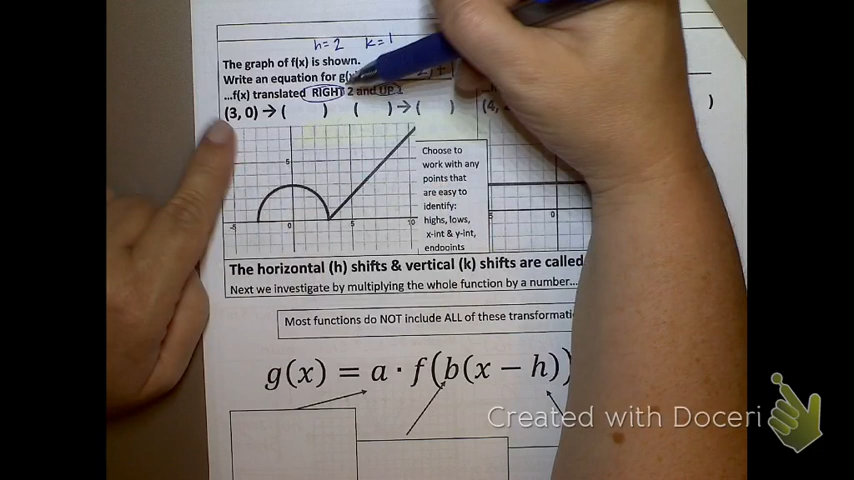 h=2 k=1
The graph of f(x) is shown.
Write an equation for g(x)
...f(x) translated RIGHT 2 and UP 1
(3, 0) → ( ) ( ) → ( ) (4,
)
5
-5 0 5 10
Choose to
work with any
points that
are easy to
identify:
highs, lows,
x-int & y-int,
endpoints
0
The horizontal (h) shifts & vertical (k) shifts are called
Next we investigate by multiplying the whole function by a number...
Most functions do NOT include ALL of these
g(x) = a · f(b(x − h))
Created with Doceri